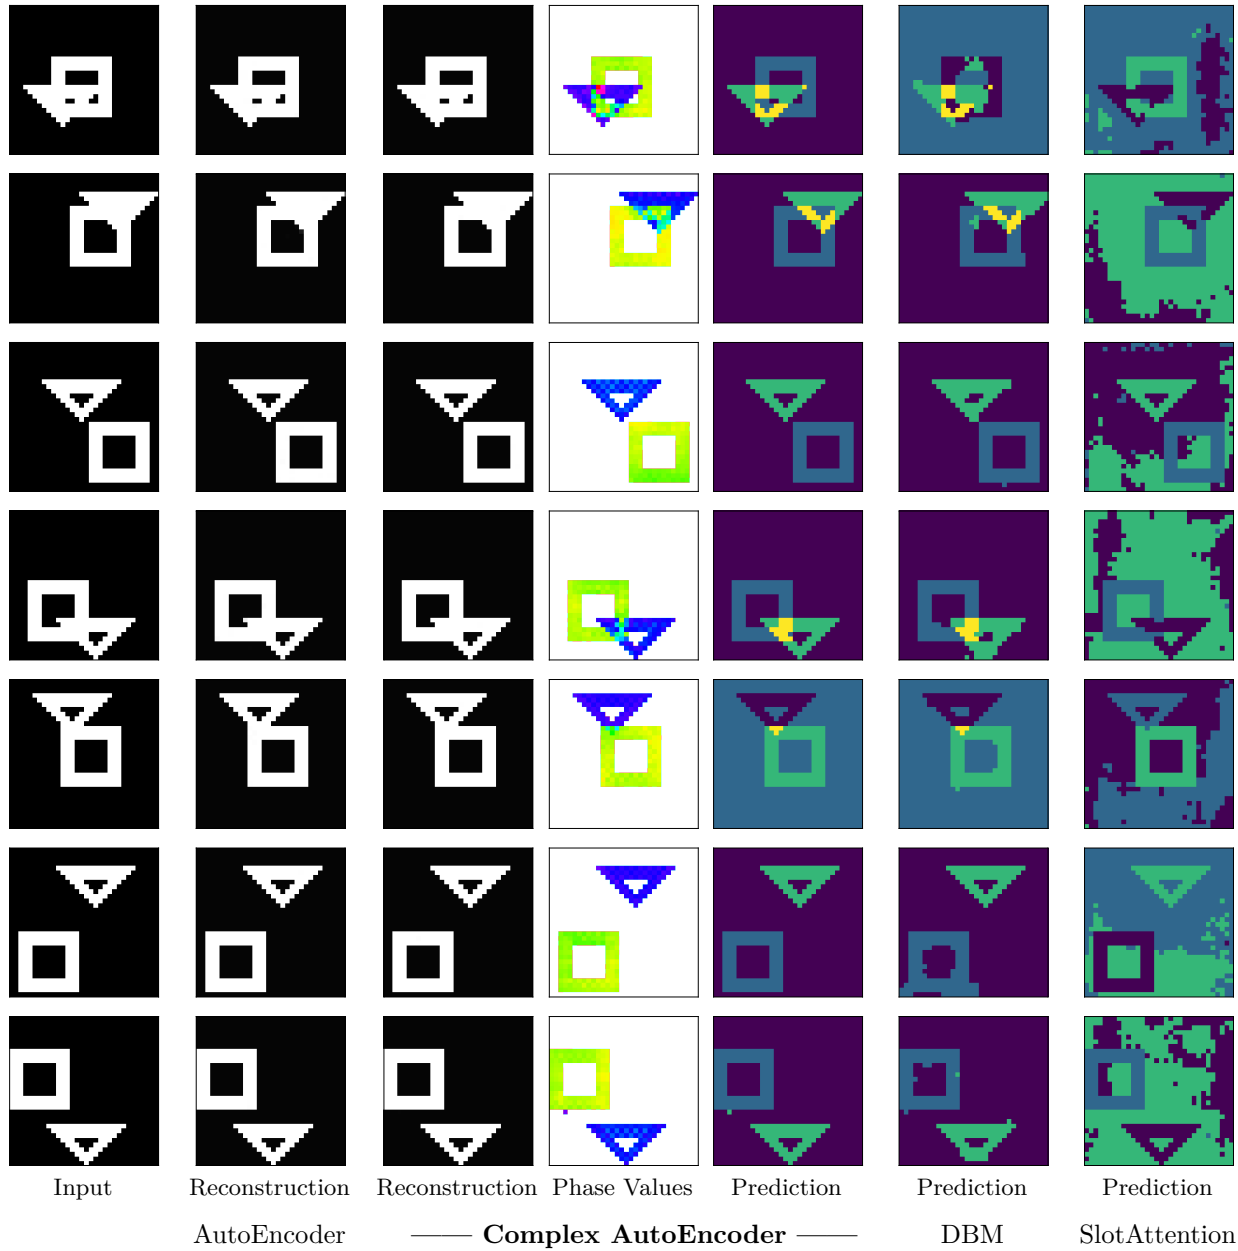 Input Reconstruction Reconstruction Phase Values Prediction Prediction Prediction
AutoEncoder —— Complex AutoEncoder —— DBM SlotAttention